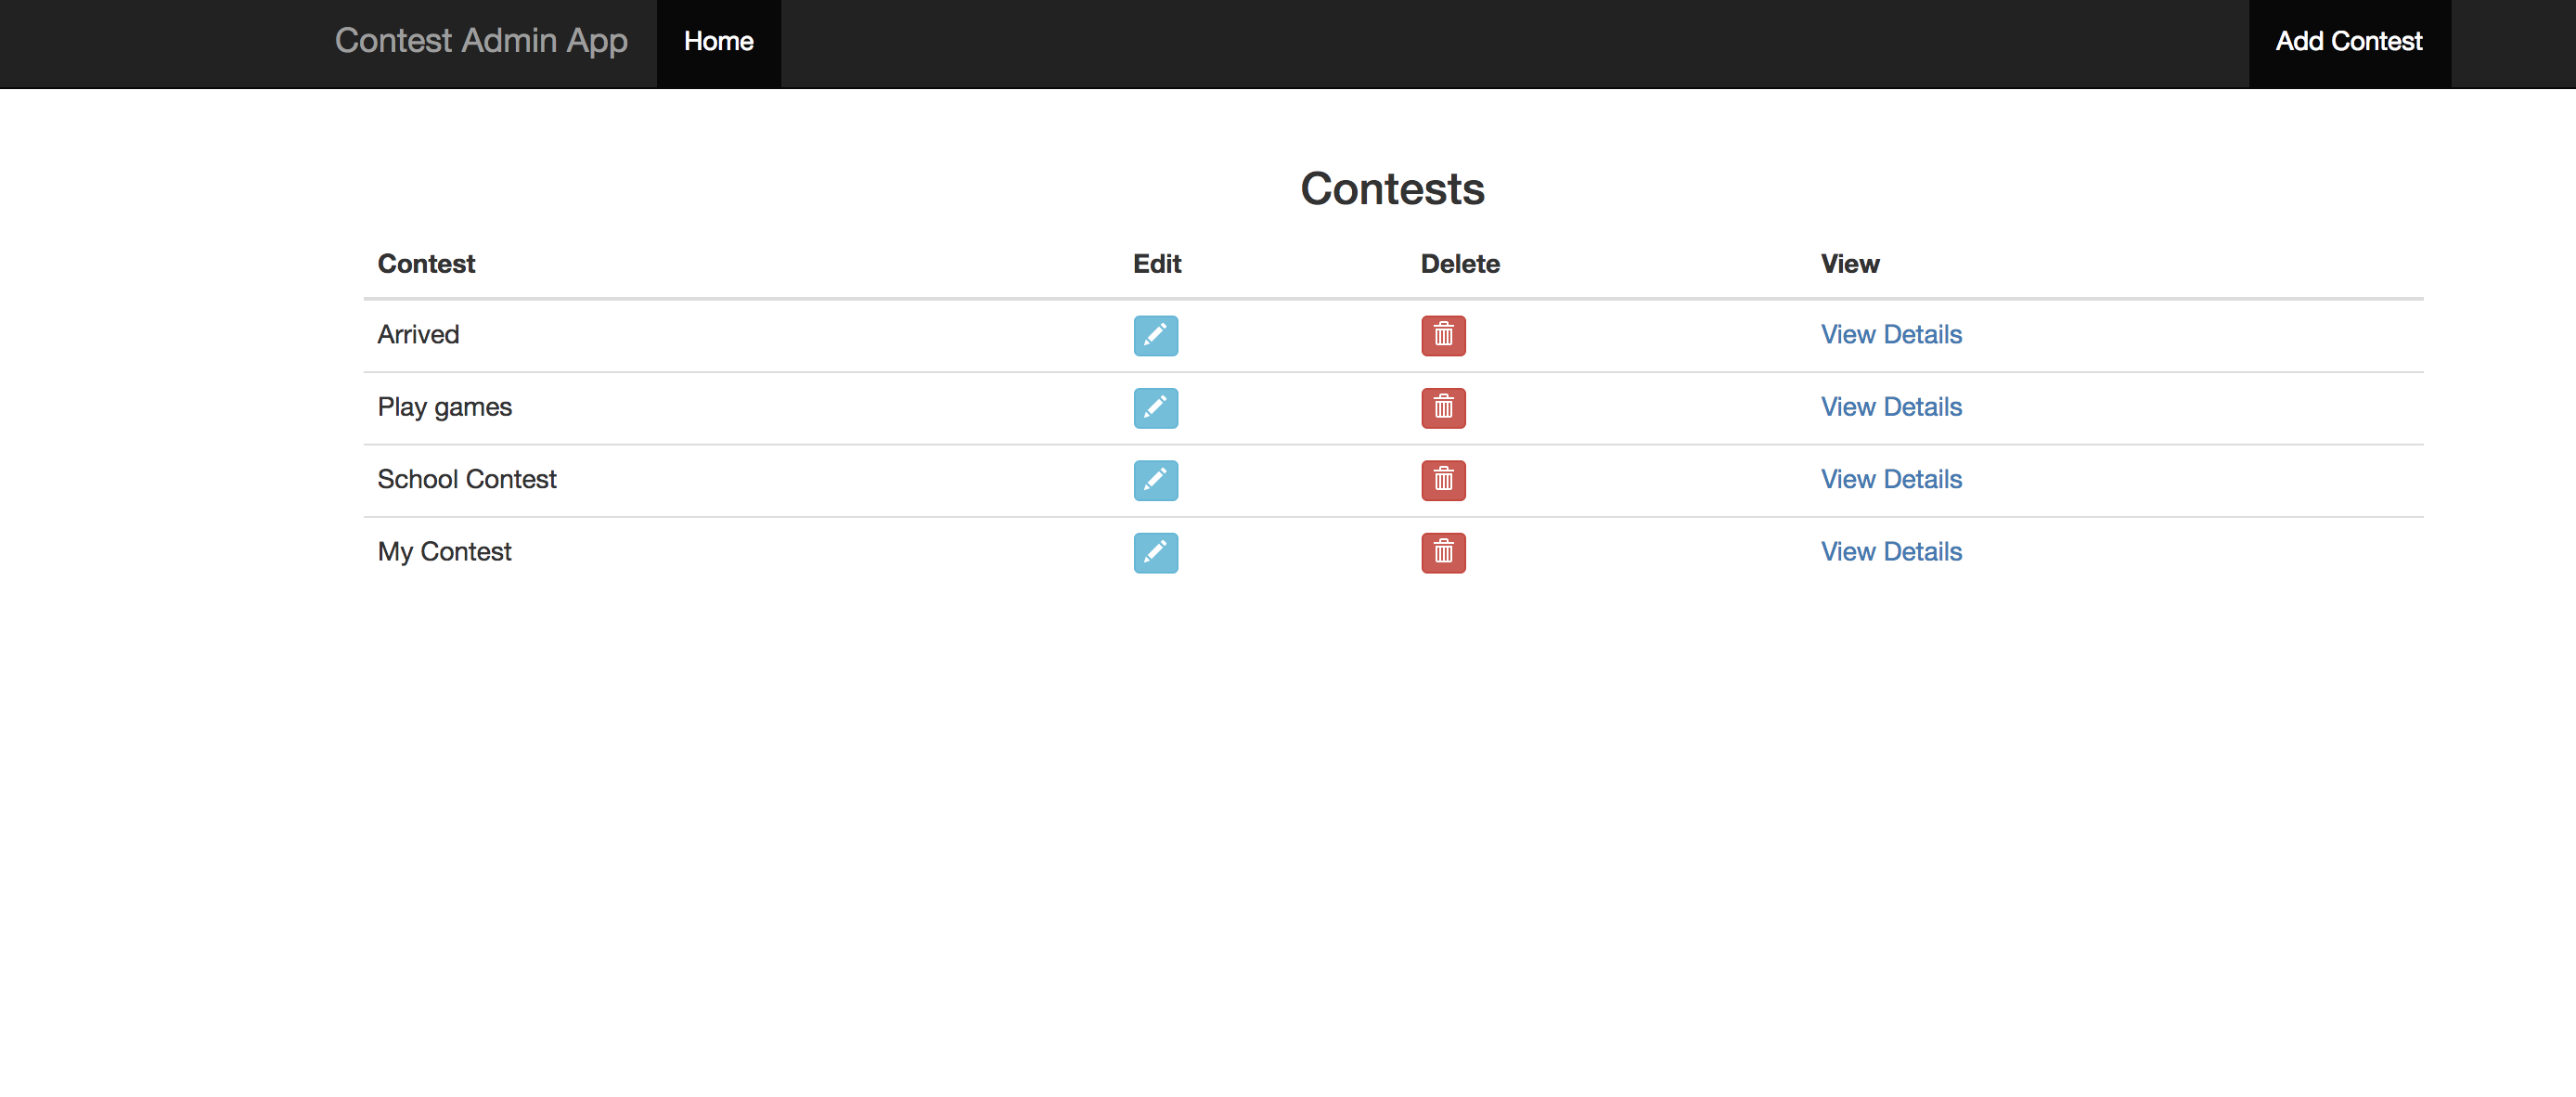 Contest Admin App Home Add Contest
Contests
Contest Edit Delete View
Arrived View Details
Play games View Details
School Contest View Details
My Contest View Details